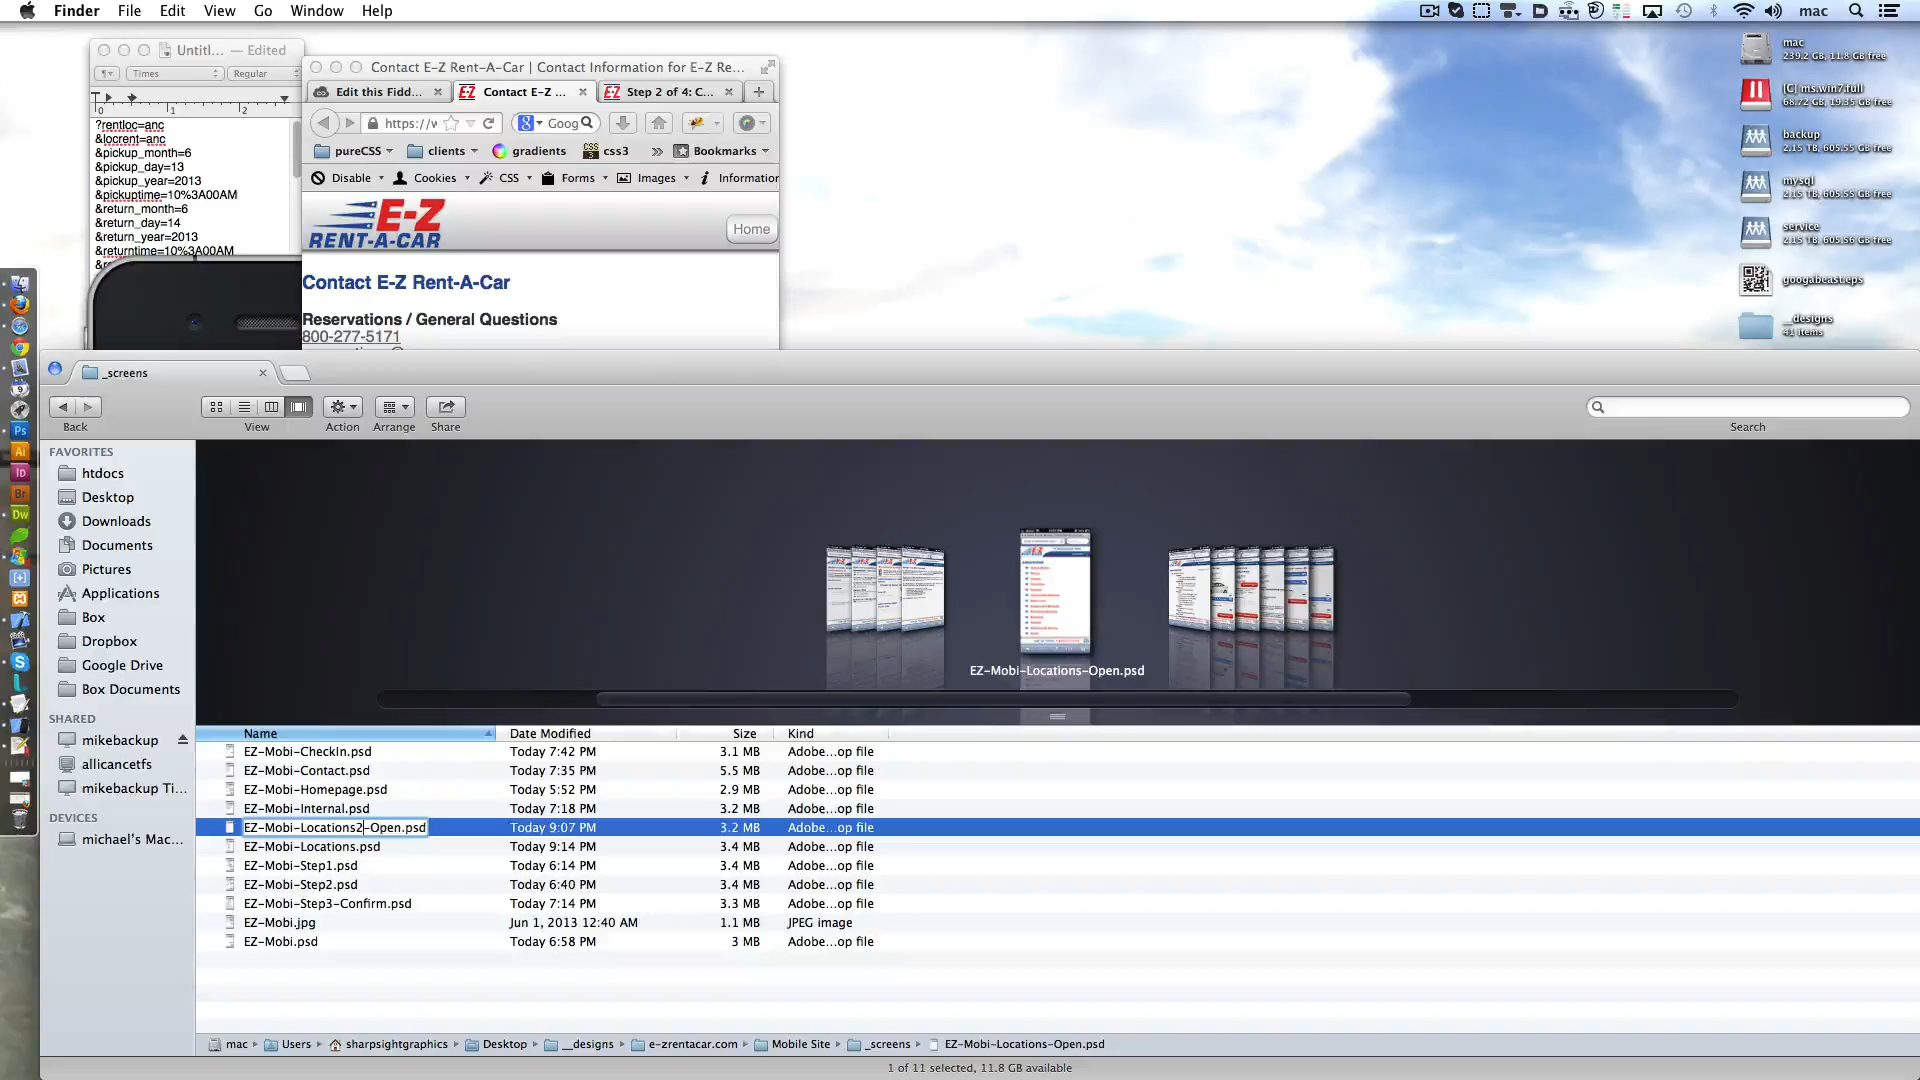 Finder File Edit View Go Window Help
mac
Untitl... — Edited
Times Regular
0 1 2
?rentloc=anc
&locrent=anc
&pickup_month=6
&pickup_day=13
&pickup_year=2013
&pickuptime=10%3A00AM
&return_month=6
&return_day=14
&return_year=2013
&returntime=10%3A00AM
Contact E-Z Rent-A-Car | Contact Information for E-Z Re...
Edit this Fidd... Contact E-Z ... Step 2 of 4: C...
https://w Goog
pureCSS clients gradients css3 » Bookmarks
Disable Cookies CSS Forms Images Information
E-Z
RENT-A-CAR
Home
Contact E-Z Rent-A-Car
Reservations / General Questions
800-277-5171
mac
239.2 GB, 11.8 GB free
[C] ms.win7.full
68.72 GB, 19.35 GB free
backup
2.15 TB, 605.55 GB free
mysql
2.15 TB, 605.55 GB free
service
2.15 TB, 605.56 GB free
googabeast.eps
__designs
41 items
_screens
Back View Action Arrange Share Search
FAVORITES
htdocs
Desktop
Downloads
Documents
Pictures
Applications
Box
Dropbox
Google Drive
Box Documents
SHARED
mikebackup
allicancetfs
mikebackup Ti...
DEVICES
michael's Mac...
Ps
Ai
Id
Br
Dw
EZ-Mobi-Locations-Open.psd
Name Date Modified Size Kind
EZ-Mobi-CheckIn.psd Today 7:42 PM 3.1 MB Adobe...op file
EZ-Mobi-Contact.psd Today 7:35 PM 5.5 MB Adobe...op file
EZ-Mobi-Homepage.psd Today 5:52 PM 2.9 MB Adobe...op file
EZ-Mobi-Internal.psd Today 7:18 PM 3.2 MB Adobe...op file
EZ-Mobi-Locations2-Open.psd Today 9:07 PM 3.2 MB Adobe...op file
EZ-Mobi-Locations.psd Today 9:14 PM 3.4 MB Adobe...op file
EZ-Mobi-Step1.psd Today 6:14 PM 3.4 MB Adobe...op file
EZ-Mobi-Step2.psd Today 6:40 PM 3.4 MB Adobe...op file
EZ-Mobi-Step3-Confirm.psd Today 7:14 PM 3.3 MB Adobe...op file
EZ-Mobi.jpg Jun 1, 2013 12:40 AM 1.1 MB JPEG image
EZ-Mobi.psd Today 6:58 PM 3 MB Adobe...op file
mac Users sharpsightgraphics Desktop __designs e-zrentacar.com Mobile Site _screens EZ-Mobi-Locations-Open.psd
1 of 11 selected, 11.8 GB available